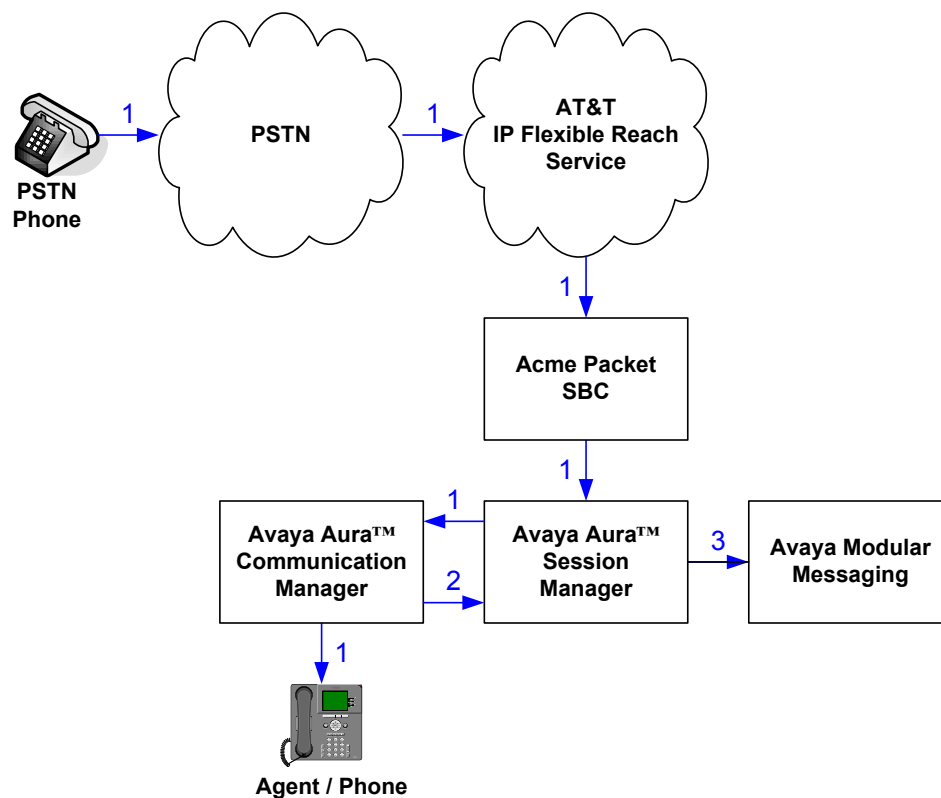 1
1
PSTN
AT&T
IP Flexible Reach
Service
PSTN
Phone
1
Acme Packet
SBC
1
1
Avaya Aura™
Communication
Manager
2
Avaya Aura™
Session
Manager
3
Avaya Modular
Messaging
1
Agent / Phone